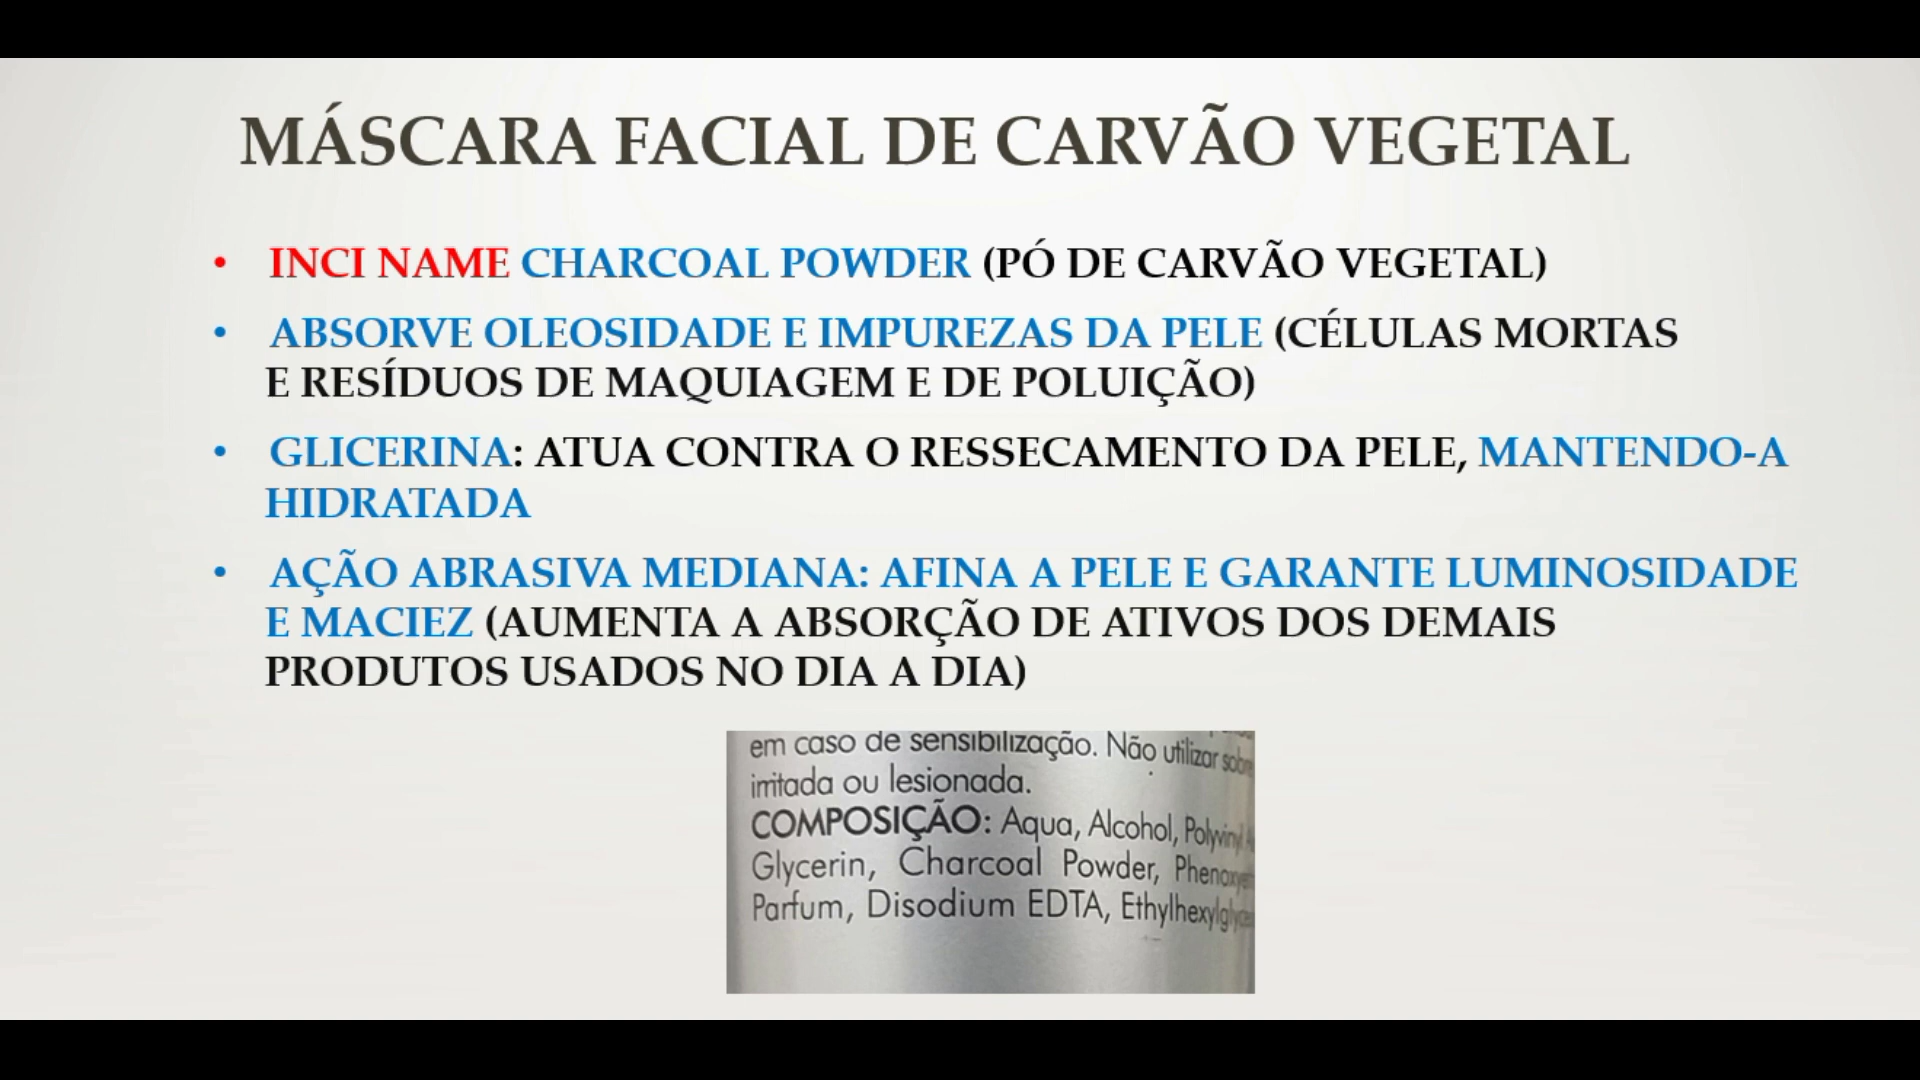 MÁSCARA FACIAL DE CARVÃO VEGETAL
• INCI NAME CHARCOAL POWDER (PÓ DE CARVÃO VEGETAL)
• ABSORVE OLEOSIDADE E IMPUREZAS DA PELE (CÉLULAS MORTAS
E RESÍDUOS DE MAQUIAGEM E DE POLUIÇÃO)
• GLICERINA: ATUA CONTRA O RESSECAMENTO DA PELE, MANTENDO-A
HIDRATADA
• AÇÃO ABRASIVA MEDIANA: AFINA A PELE E GARANTE LUMINOSIDADE
E MACIEZ (AUMENTA A ABSORÇÃO DE ATIVOS DOS DEMAIS
PRODUTOS USADOS NO DIA A DIA)
em caso de sensibilização. Não utilizar sobre
irritada ou lesionada.
COMPOSIÇÃO: Aqua, Alcohol, Polyvinyl
Glycerin, Charcoal Powder,
Parfum, Disodium EDTA,